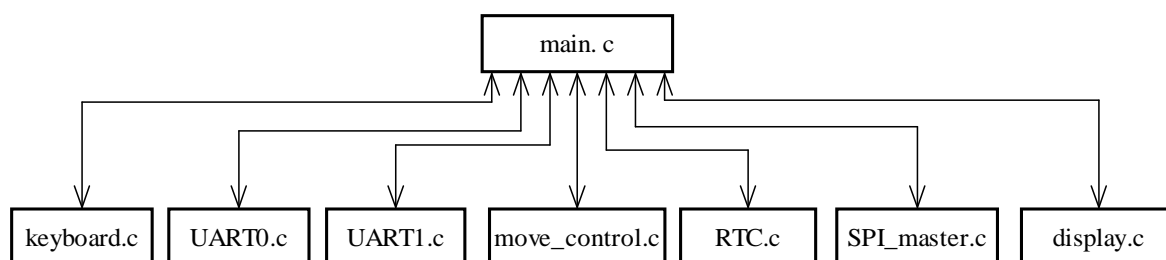 main. c
keyboard.c
UART0.c
UART1.c
move_control.c
RTC.c
SPI_master.c
display.c